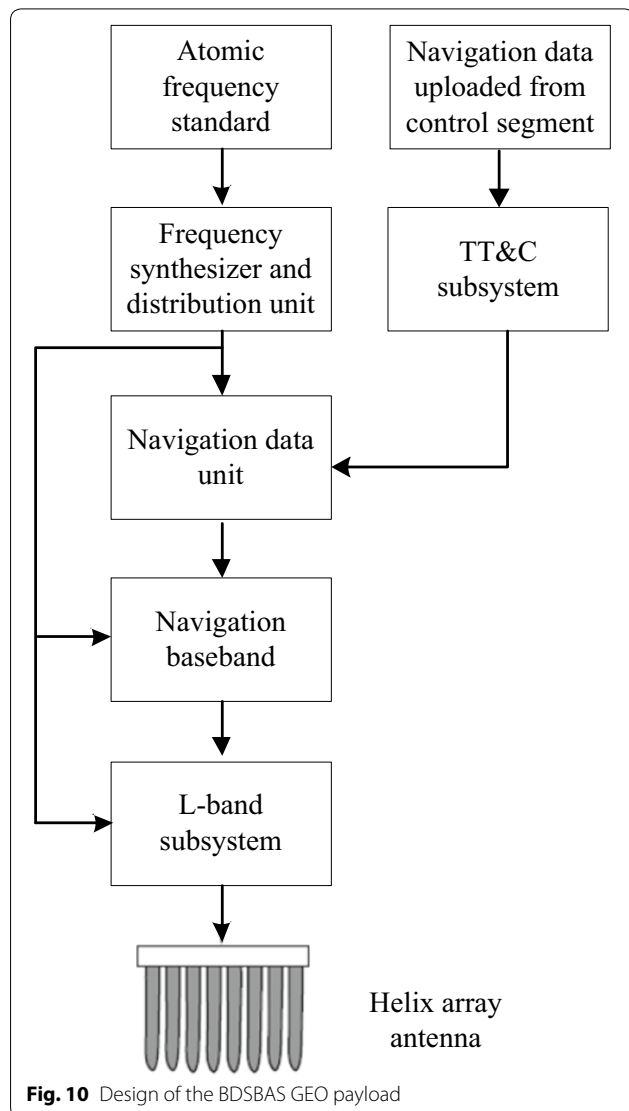 Atomic
frequency
standard
Navigation data
uploaded from
control segment
Frequency
synthesizer and
distribution unit
TT&C
subsystem
Navigation data
unit
Navigation
baseband
L-band
subsystem
Helix array
antenna
Fig. 10 Design of the BDSBAS GEO payload